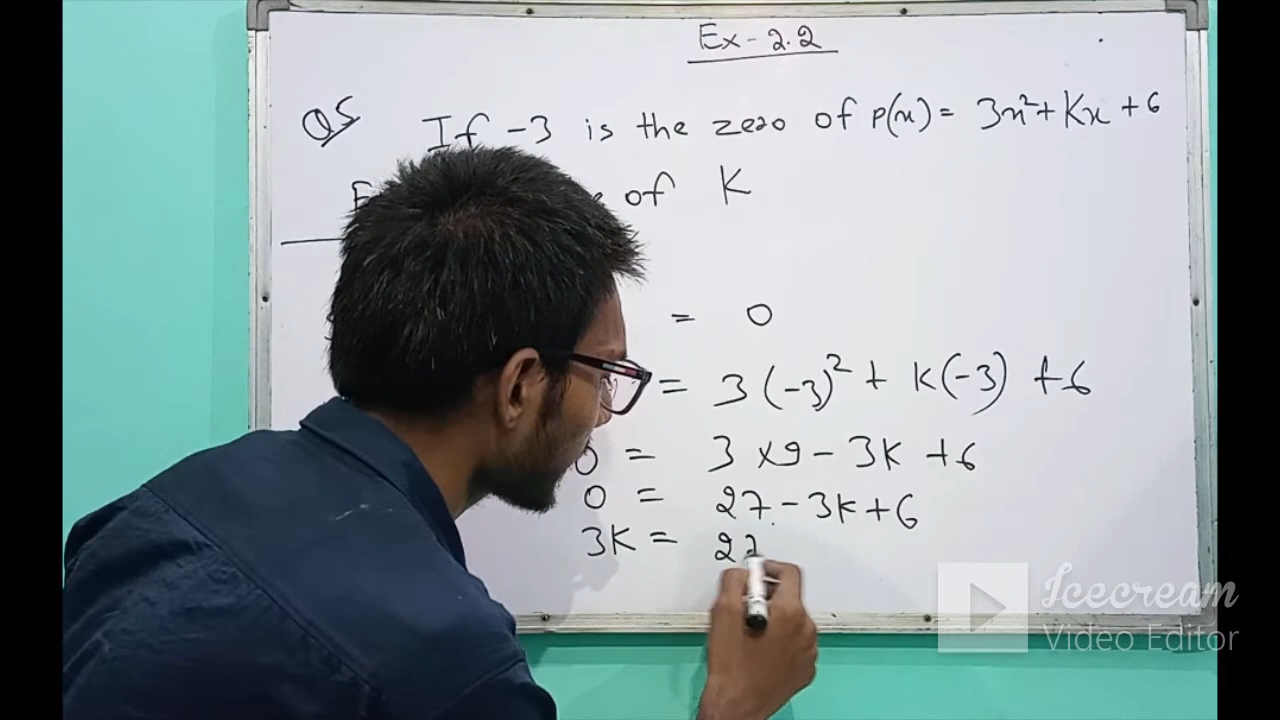 Ex-2.2
Q5 If -3 is the zero of P(x) = 3x²+Kx+6
of K
= 0
= 3(-3)²+ K(-3) +6
0 = 3×9-3K+6
0 = 27-3K+6
3K = 27
Icecream
Video Editor